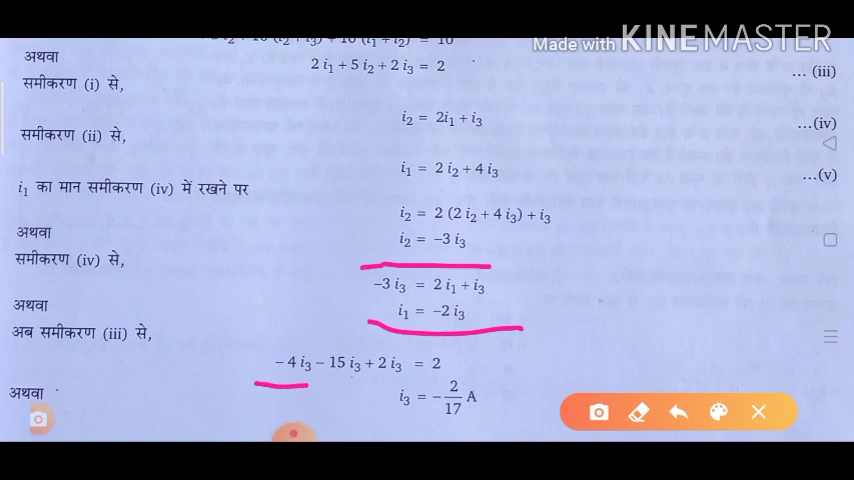 Made with KINEMASTER
अथवा
2 i₁ + 5 i₂ + 2 i₃ = 2 ... (iii)
समीकरण (i) से,
i₂ = 2i₁ + i₃ ...(iv)
समीकरण (ii) से,
i₁ = 2 i₂ + 4 i₃ ...(v)
i₁ का मान समीकरण (iv) में रखने पर
i₂ = 2 (2 i₂ + 4 i₃) + i₃
अथवा
i₂ = −3 i₃
समीकरण (iv) से,
−3 i₃ = 2 i₁ + i₃
अथवा
i₁ = −2 i₃
अब समीकरण (iii) से,
− 4 i₃ − 15 i₃ + 2 i₃ = 2
अथवा
i₃ = − 2/17 A